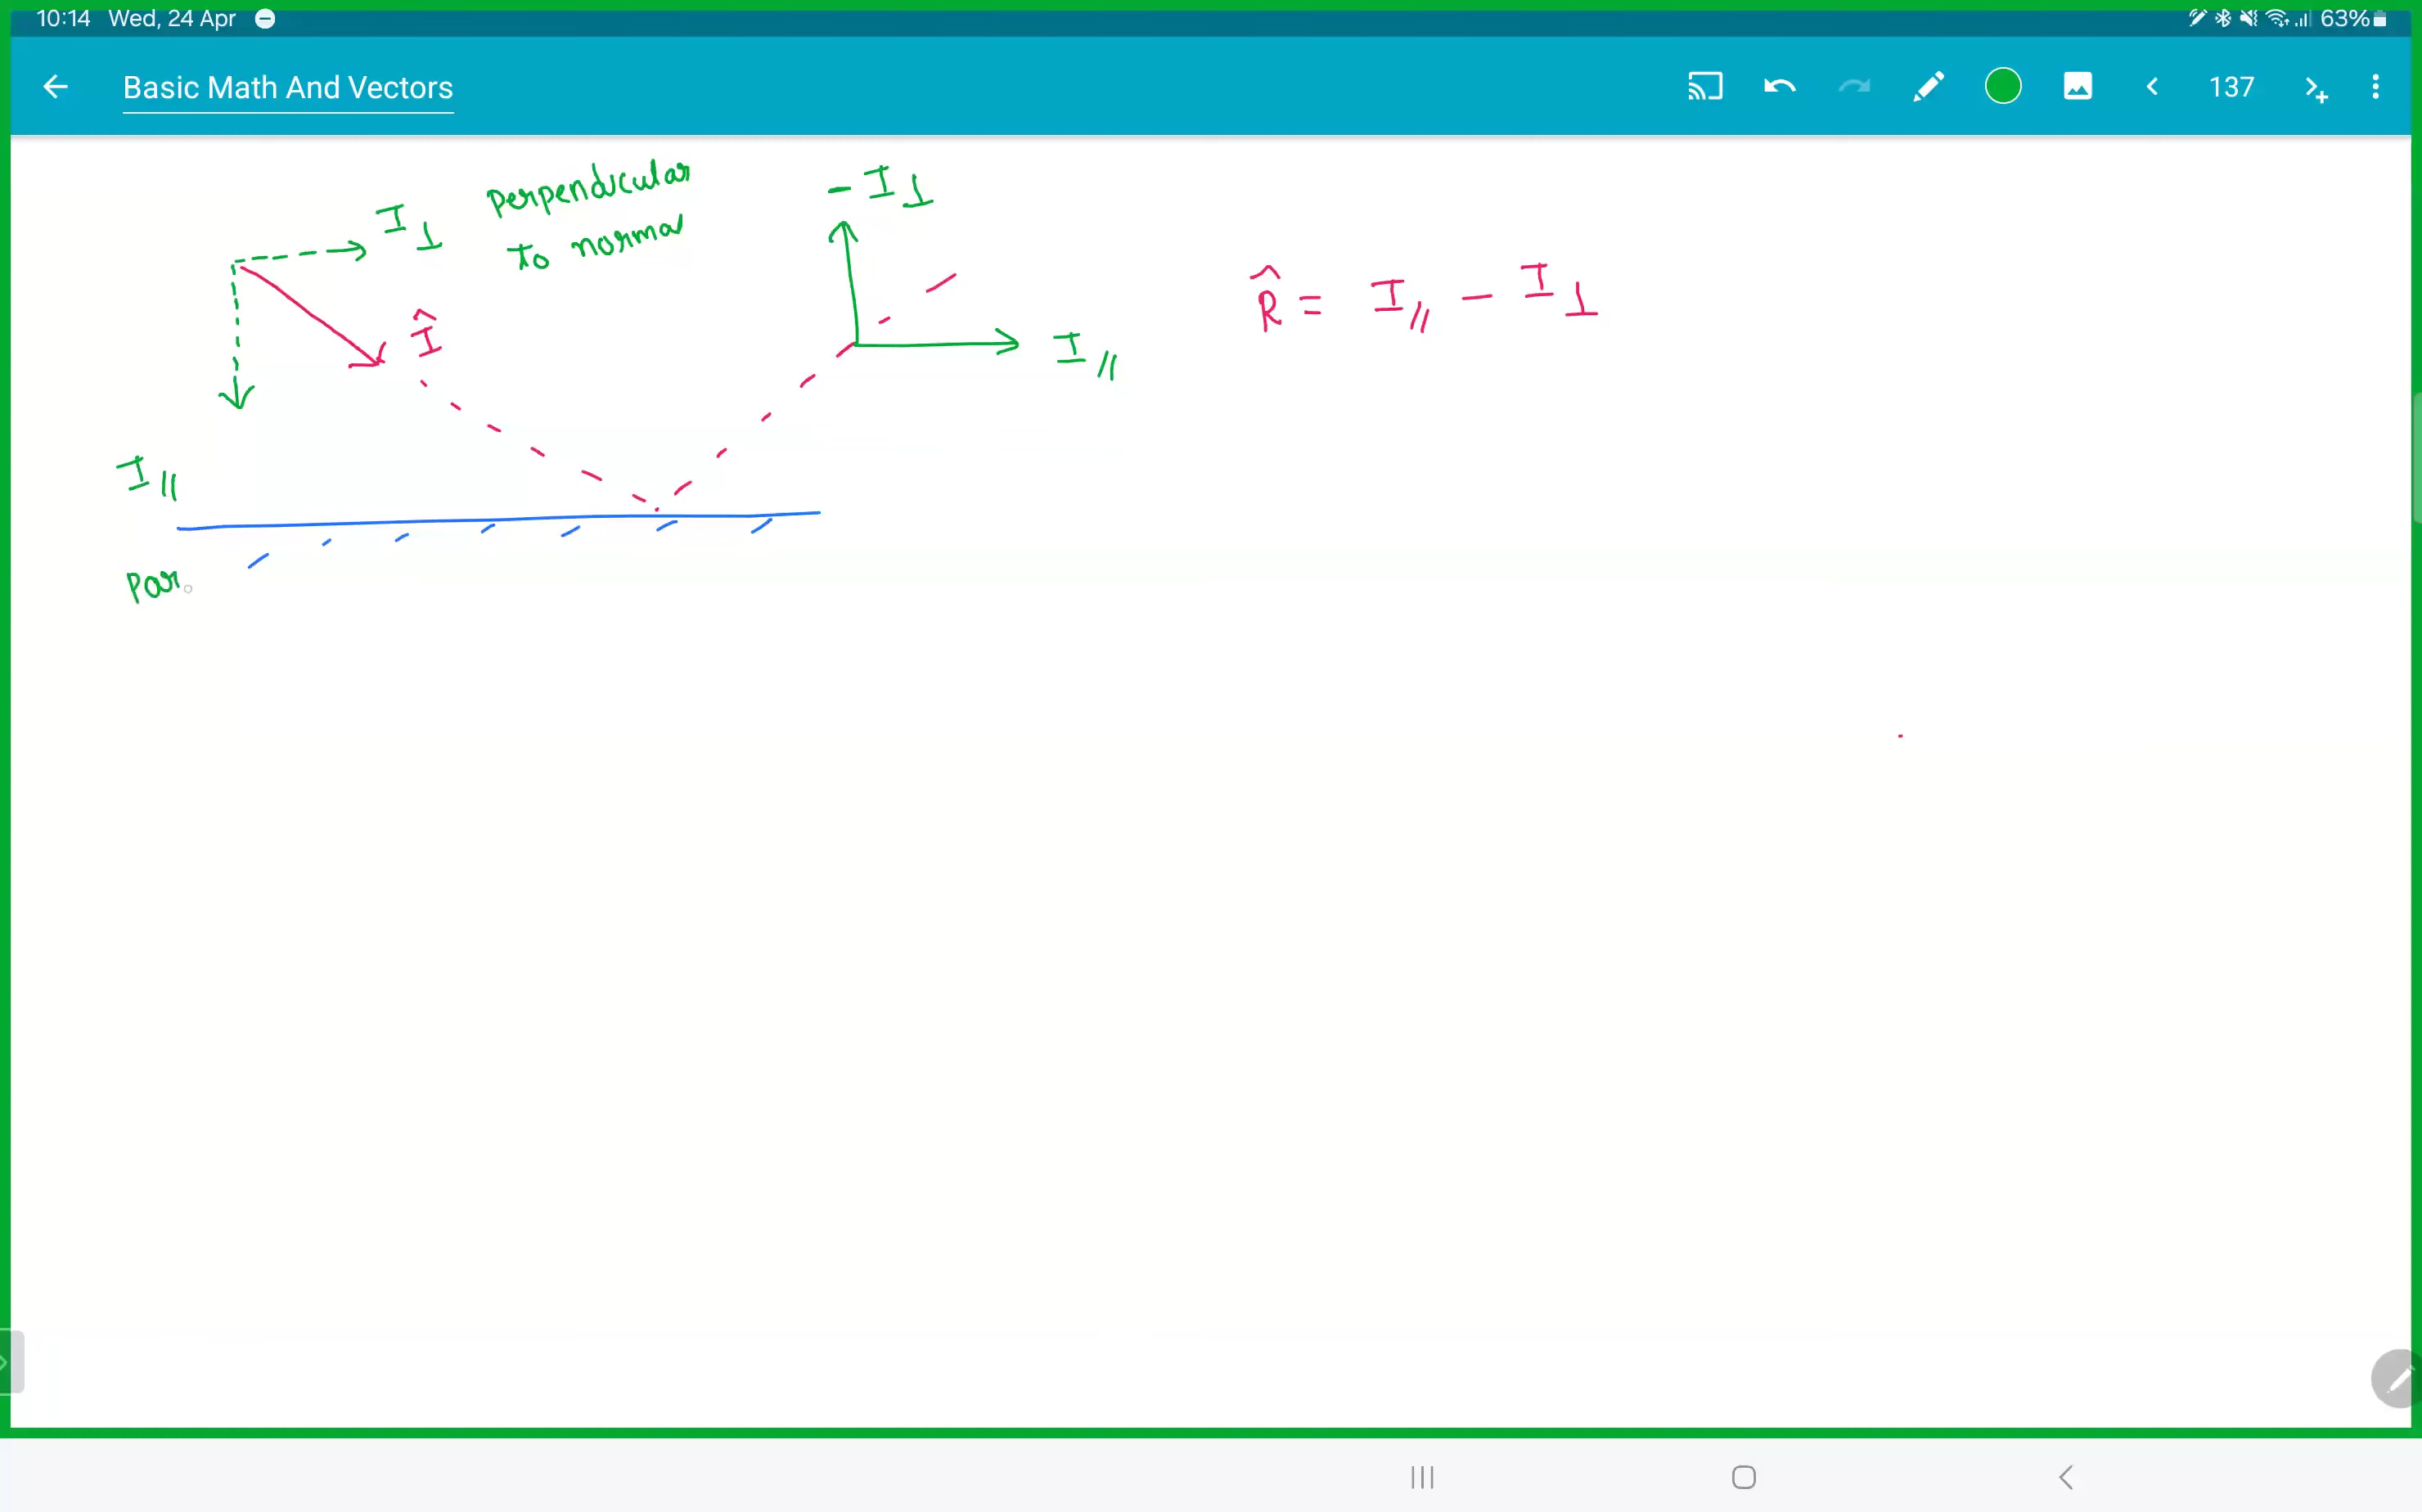 10:14 Wed, 24 Apr
63%
Basic Math And Vectors
137
I⊥ perpendicular
to normal
Î
I∥
par
- I⊥
I∥
R̂ = I∥ - I⊥